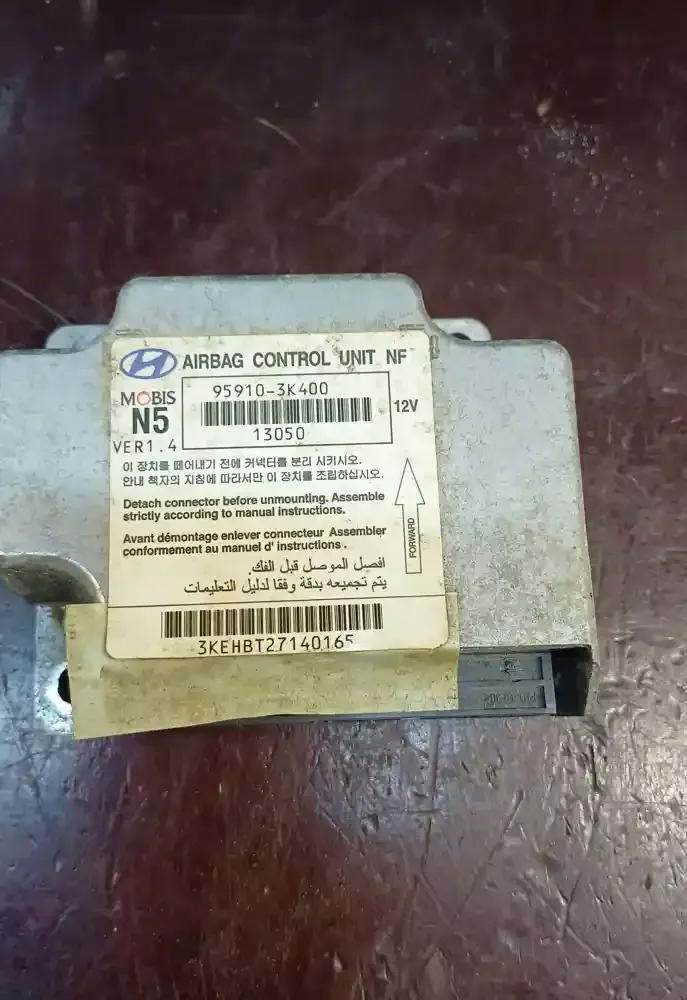 AIRBAG CONTROL UNIT NF
95910-3K400
MOBIS
12V
N5
13050
VER1.4
이 장치를 떼어내기 전에 커넥터를 분리 시키시오.
안내 책자의 지침에 따라서만 이 장치를 조립하십시오.
Detach connector before unmounting. Assemble
strictly according to manual instructions.
Avant démontage enlever connecteur Assembler
conformement au manuel d' instructions .
FORWARD
افصل الموصل قبل الفك.
يتم تجميعه بدقة وفقا لدليل التعليمات
3KEHBT27140165